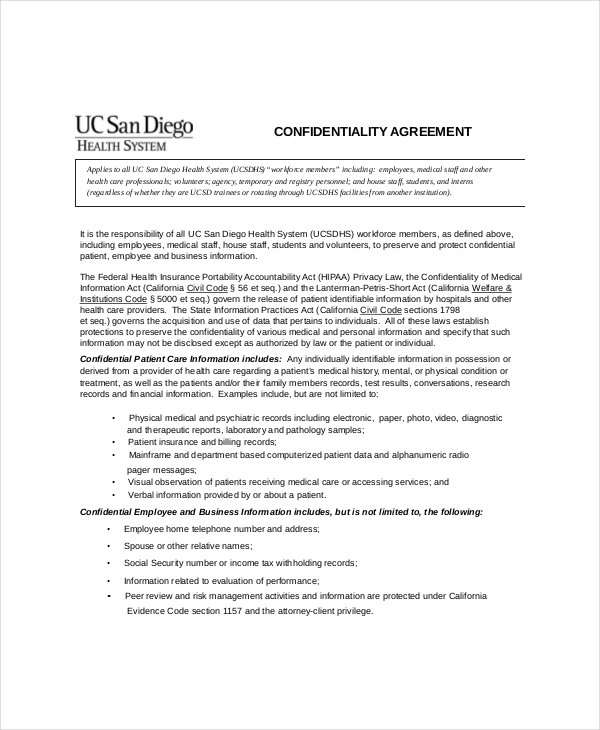 UC San Diego
HEALTH SYSTEM
CONFIDENTIALITY AGREEMENT
Applies to all UC San Diego Health System (UCSDHS) “workforce members” including: employees, medical staff and other
health care professionals; volunteers; agency, temporary and registry personnel; and house staff, students, and interns
(regardless of whether they are UCSD trainees or rotating through UCSDHS facilities from another institution).
It is the responsibility of all UC San Diego Health System (UCSDHS) workforce members, as defined above,
including employees, medical staff, house staff, students and volunteers, to preserve and protect confidential
patient, employee and business information.
The Federal Health Insurance Portability Accountability Act (HIPAA) Privacy Law, the Confidentiality of Medical
Information Act (California Civil Code § 56 et seq.) and the Lanterman-Petris-Short Act (California Welfare &
Institutions Code § 5000 et seq.) govern the release of patient identifiable information by hospitals and other
health care providers. The State Information Practices Act (California Civil Code sections 1798
et seq.) governs the acquisition and use of data that pertains to individuals. All of these laws establish
protections to preserve the confidentiality of various medical and personal information and specify that such
information may not be disclosed except as authorized by law or the patient or individual.
Confidential Patient Care Information includes: Any individually identifiable information in possession or
derived from a provider of health care regarding a patient's medical history, mental, or physical condition or
treatment, as well as the patients and/or their family members records, test results, conversations, research
records and financial information. Examples include, but are not limited to:
• Physical medical and psychiatric records including electronic, paper, photo, video, diagnostic
and therapeutic reports, laboratory and pathology samples;
• Patient insurance and billing records;
• Mainframe and department based computerized patient data and alphanumeric radio
pager messages;
• Visual observation of patients receiving medical care or accessing services; and
• Verbal information provided by or about a patient.
Confidential Employee and Business Information includes, but is not limited to, the following:
• Employee home telephone number and address;
• Spouse or other relative names;
• Social Security number or income tax withholding records;
• Information related to evaluation of performance;
• Peer review and risk management activities and information are protected under California
Evidence Code section 1157 and the attorney-client privilege.